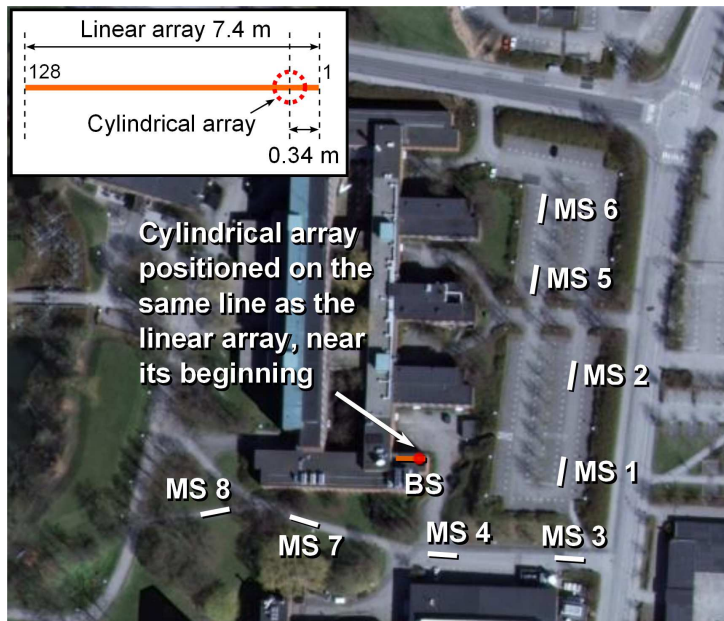 Linear array 7.4 m
128
1
Cylindrical array
0.34 m
MS 6
Cylindrical array
positioned on the
same line as the
linear array, near
its beginning
MS 5
MS 2
MS 1
BS
MS 8
MS 7
MS 4
MS 3